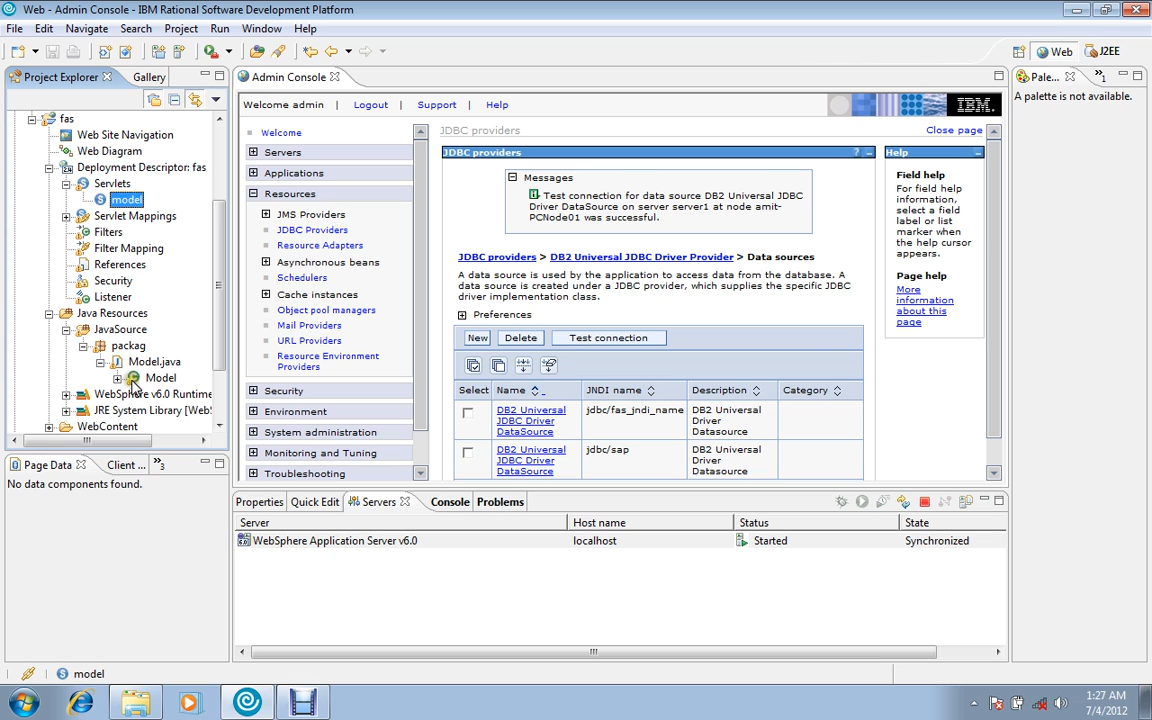 Web - Admin Console - IBM Rational Software Development Platform
File Edit Navigate Search Project Run Window Help
Web J2EE
Project Explorer Gallery
fas
Web Site Navigation
Web Diagram
Deployment Descriptor: fas
Servlets
model
Servlet Mappings
Filters
Filter Mapping
References
Security
Listener
Java Resources
JavaSource
packag
Model.java
Model
WebSphere v6.0 Runtime
JRE System Library [WebS
WebContent
Page Data Client ... 3
No data components found.
Admin Console
Welcome admin | Logout | Support | Help
IBM.
Welcome
Servers
Applications
Resources
JMS Providers
JDBC Providers
Resource Adapters
Asynchronous beans
Schedulers
Cache instances
Object pool managers
Mail Providers
URL Providers
Resource Environment
Providers
Security
Environment
System administration
Monitoring and Tuning
Troubleshooting
JDBC providers
Close page
JDBC providers ?
Messages
Test connection for data source DB2 Universal JDBC
Driver DataSource on server server1 at node amit-
PCNode01 was successful.
JDBC providers > DB2 Universal JDBC Driver Provider > Data sources
A data source is used by the application to access data from the database. A
data source is created under a JDBC provider, which supplies the specific JDBC
driver implementation class.
Preferences
New Delete Test connection
Select Name JNDI name Description Category
DB2 Universal
JDBC Driver
DataSource
jdbc/fas_jndi_name
DB2 Universal
Driver
Datasource
DB2 Universal
JDBC Driver
DataSource
jdbc/sap
DB2 Universal
Driver
Datasource
Help
Field help
For field help
information,
select a field
label or list
marker when
the help cursor
appears.
Page help
More
information
about this
page
Pale... 1
A palette is not available.
Properties Quick Edit Servers Console Problems
Server Host name Status State
WebSphere Application Server v6.0 localhost Started Synchronized
model
1:27 AM
7/4/2012